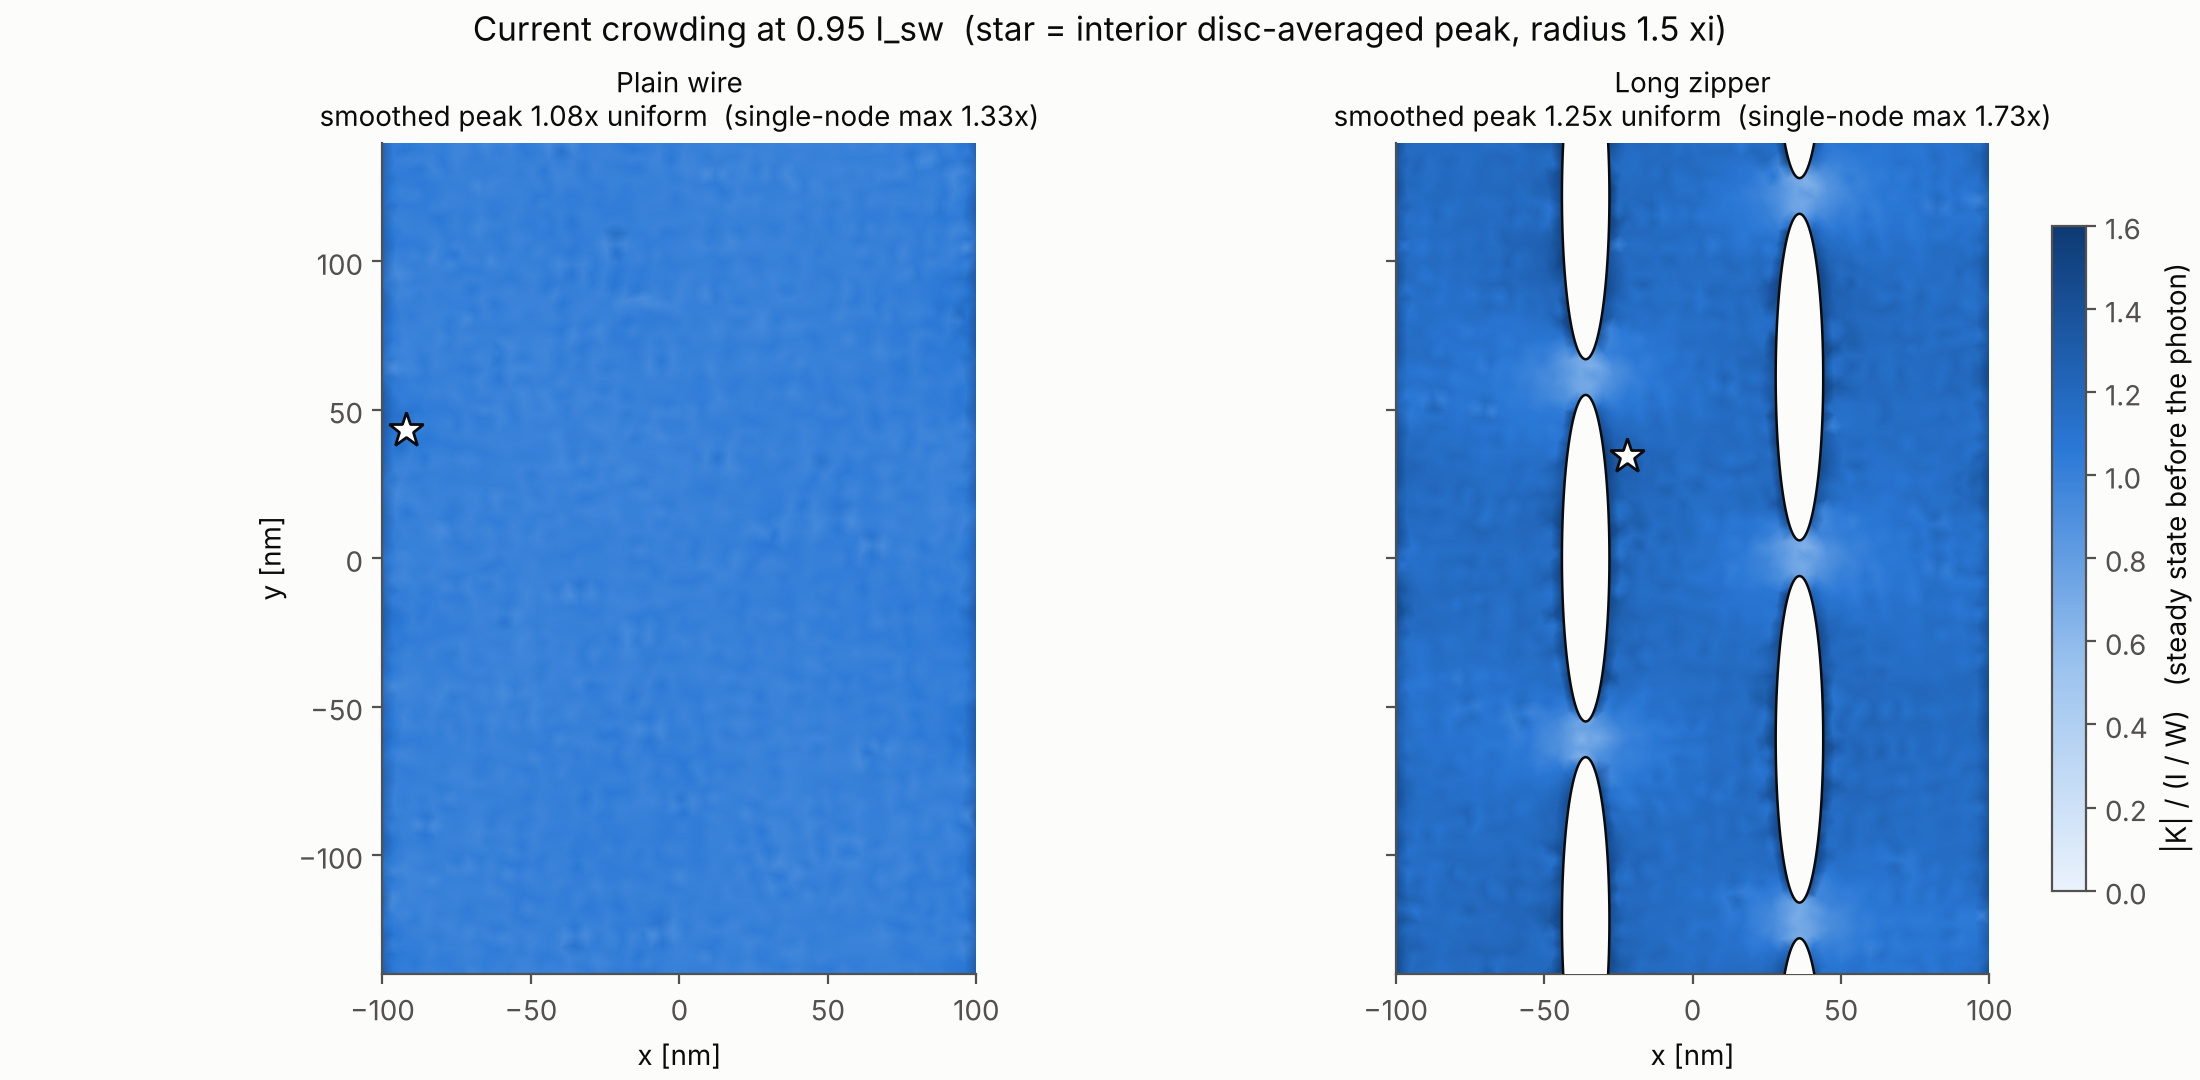 Current crowding at 0.95 I_sw  (star = interior disc-averaged peak, radius 1.5 xi)
Plain wire
smoothed peak 1.08x uniform  (single-node max 1.33x)
100
50
0
−50
−100
y [nm]
−100
−50
0
50
100
x [nm]
Long zipper
smoothed peak 1.25x uniform  (single-node max 1.73x)
−100
−50
0
50
100
x [nm]
1.6
1.4
1.2
1.0
0.8
0.6
0.4
0.2
0.0
|K| / (I / W)   (steady state before the photon)